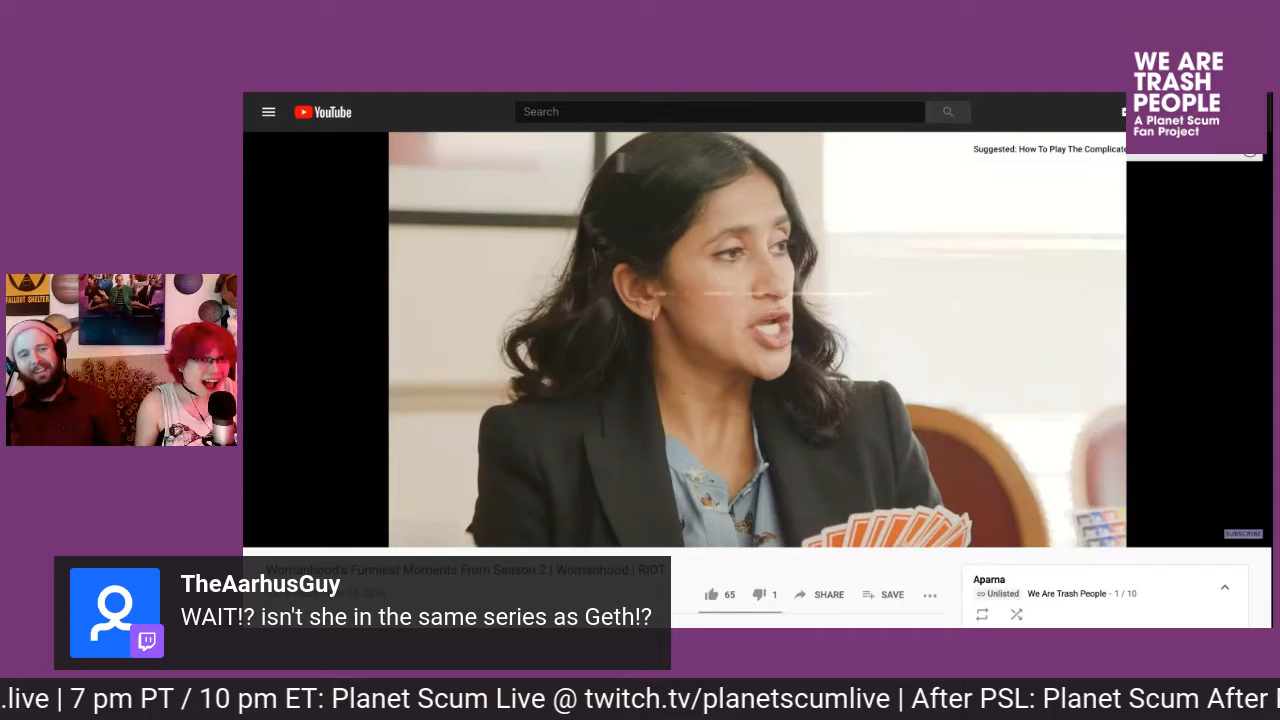 WE ARE
TRASH
PEOPLE
A Planet Scum
Fan Project
YouTube
Search
Suggested: How To Play The Complicate
FALLOUT SHELTER
SUBSCRIBE
Womanhood's Funniest Moments From Season 2 | Womanhood | RIOT
65
1
SHARE
SAVE
Aparna
Unlisted
We Are Trash People - 1 / 10
TheAarhusGuy
WAIT!? isn't she in the same series as Geth!?
.live | 7 pm PT / 10 pm ET: Planet Scum Live @ twitch.tv/planetscumlive | After PSL: Planet Scum After